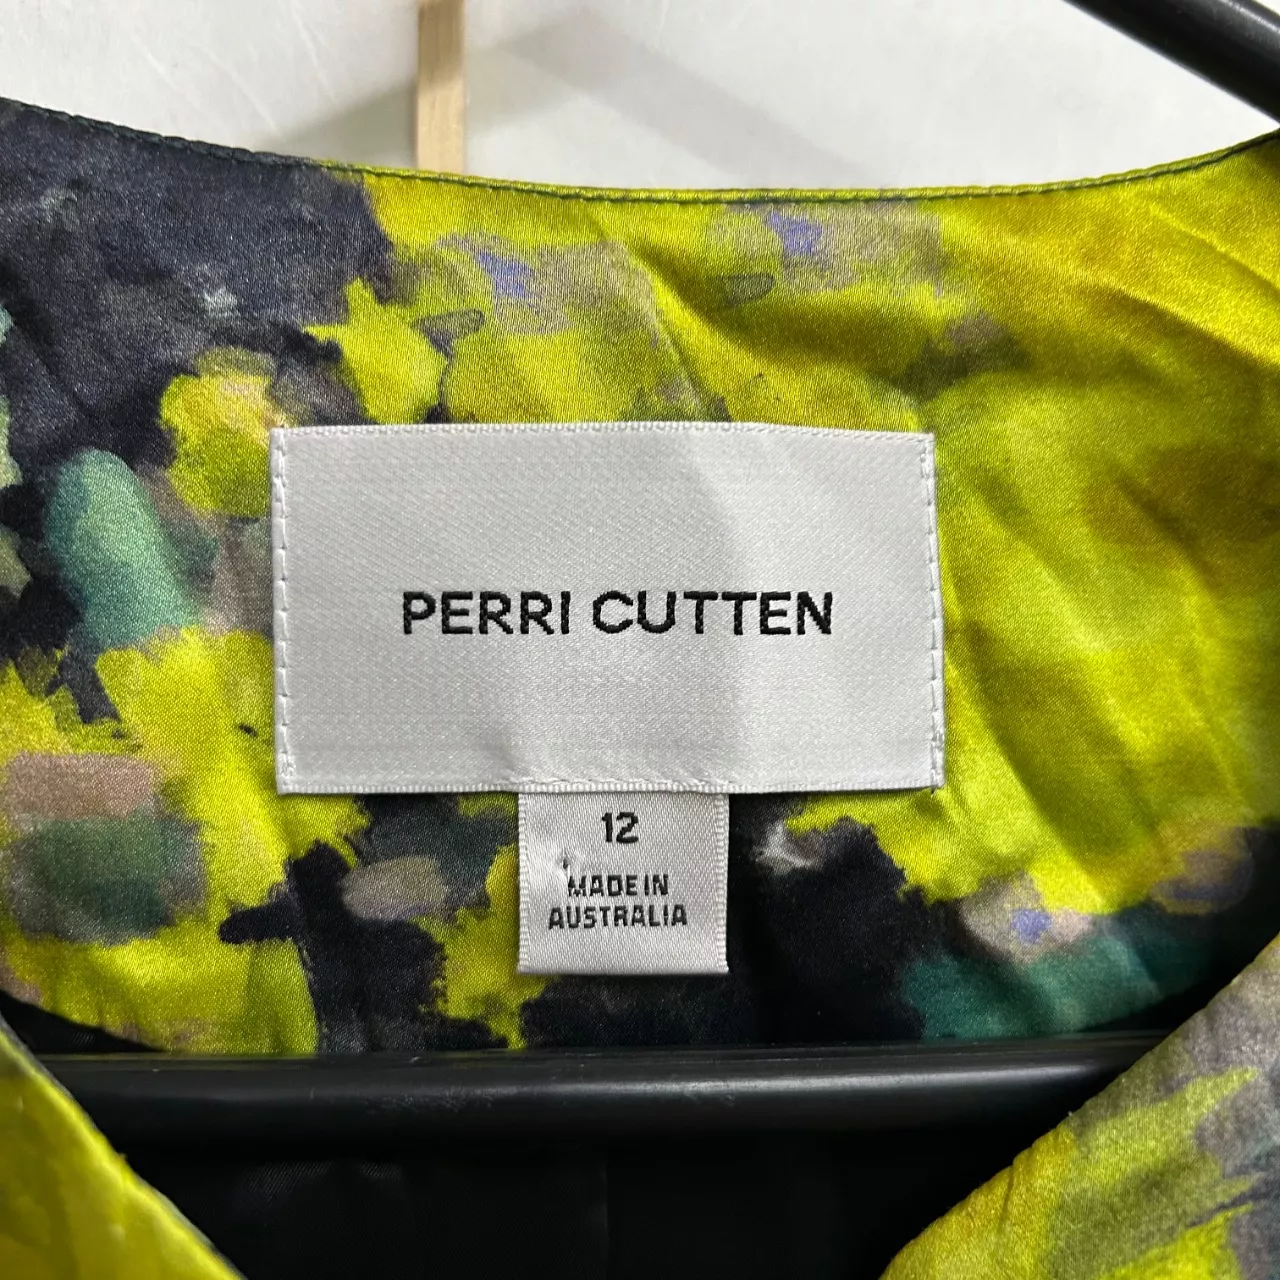 PERRI CUTTEN
12
MADE IN
AUSTRALIA